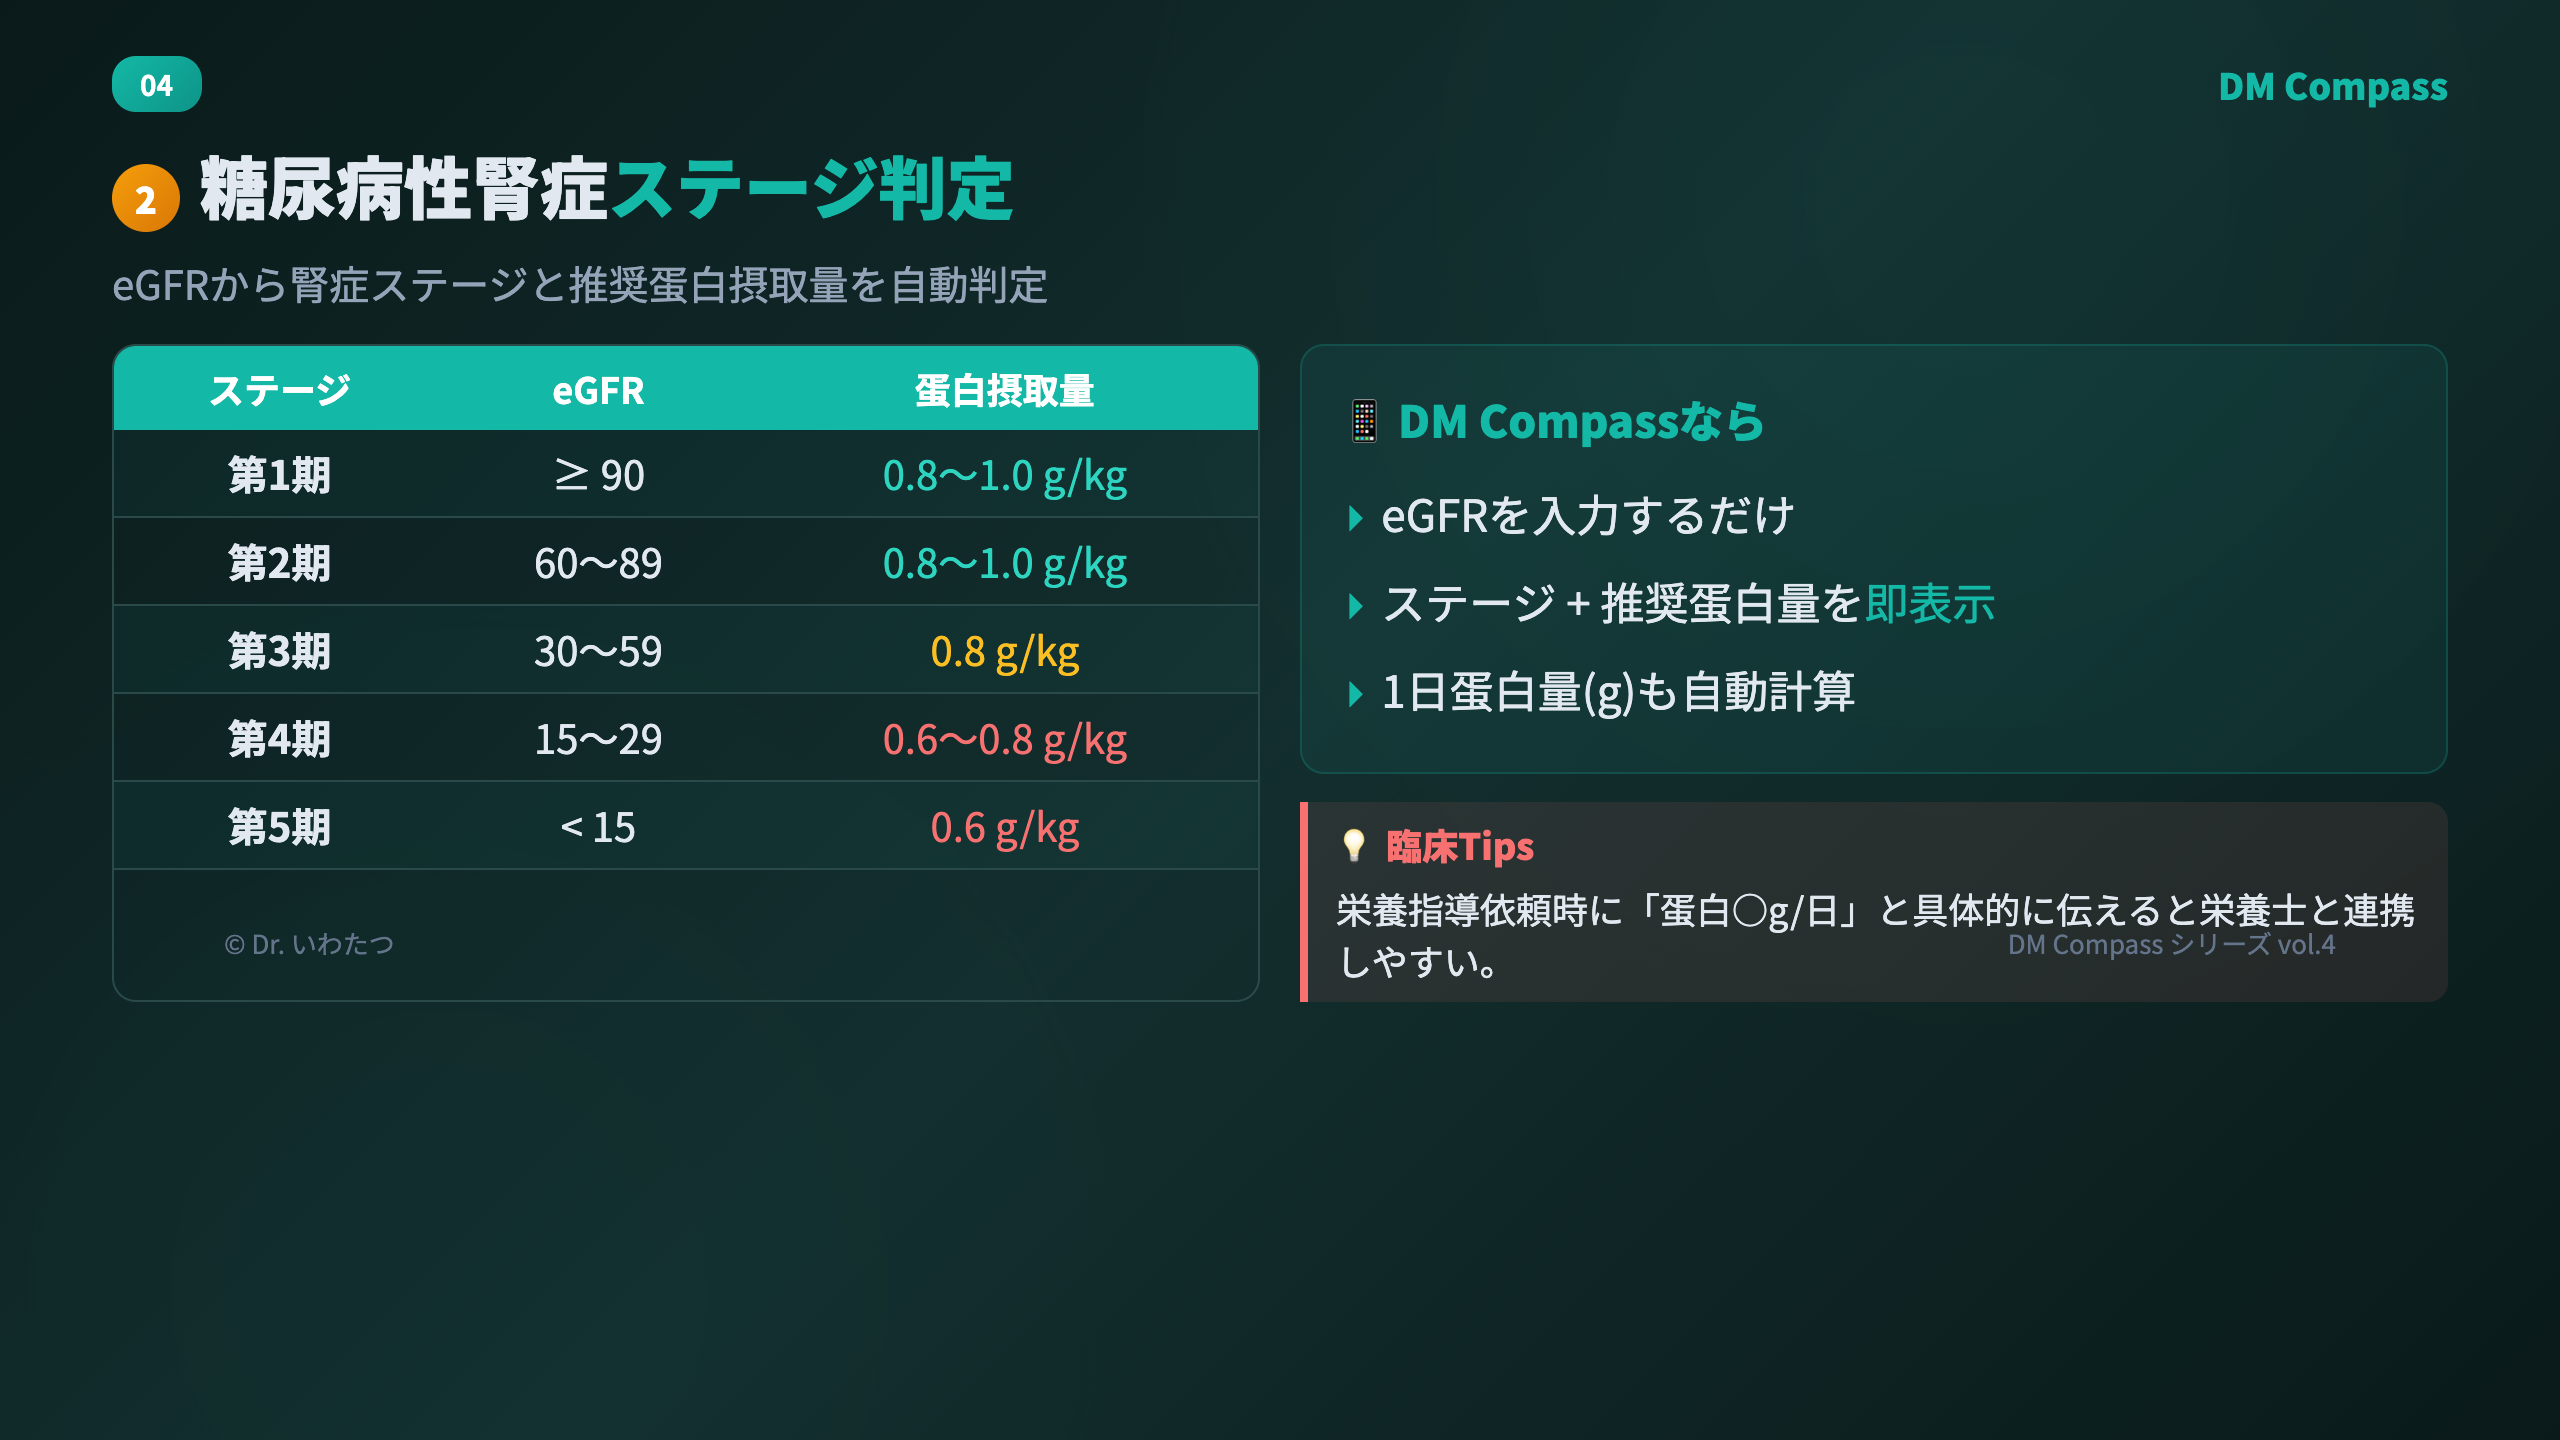 04
DM Compass
2 糖尿病性腎症ステージ判定
eGFRから腎症ステージと推奨蛋白摂取量を自動判定
ステージ eGFR 蛋白摂取量
第1期 ≥ 90 0.8〜1.0 g/kg
第2期 60〜89 0.8〜1.0 g/kg
第3期 30〜59 0.8 g/kg
第4期 15〜29 0.6〜0.8 g/kg
第5期 < 15 0.6 g/kg
© Dr. いわたつ
📱 DM Compassなら
eGFRを入力するだけ
ステージ + 推奨蛋白量を即表示
1日蛋白量(g)も自動計算
💡 臨床Tips
栄養指導依頼時に「蛋白〇g/日」と具体的に伝えると栄養士と連携
しやすい。
DM Compass シリーズ vol.4